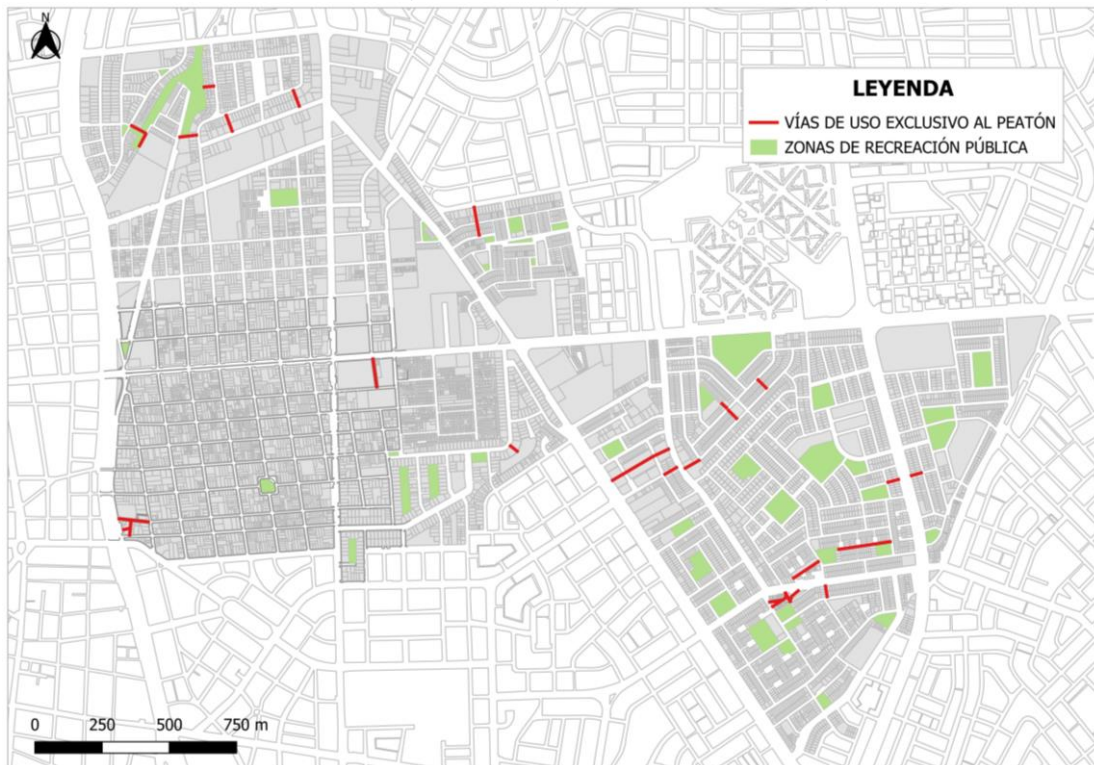 N
LEYENDA
VÍAS DE USO EXCLUSIVO AL PEATÓN
ZONAS DE RECREACIÓN PÚBLICA
0 250 500 750 m